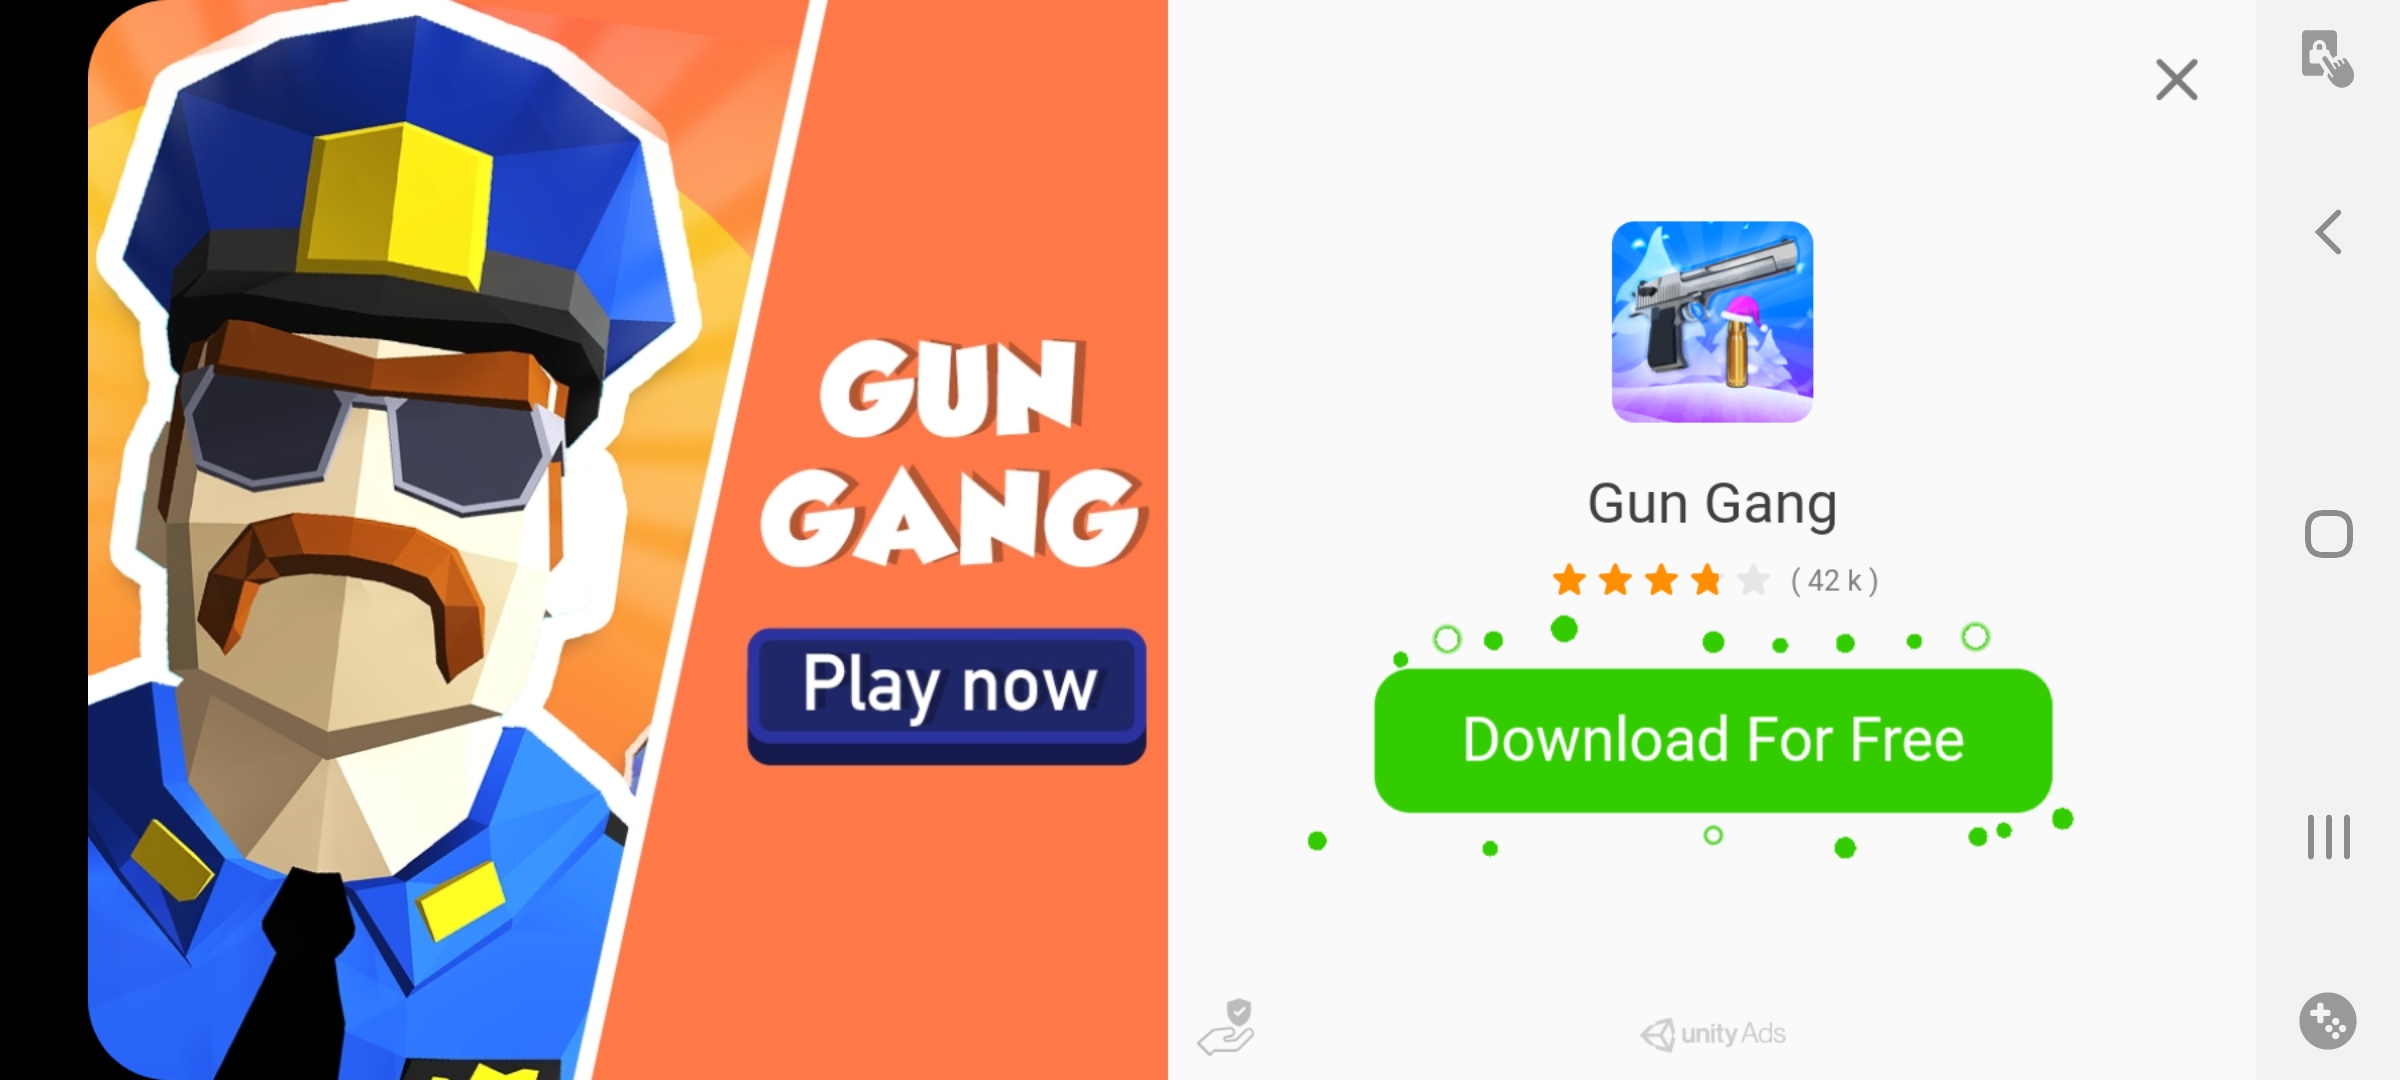 GUN
GANG
Play now
Gun Gang
( 42 k )
Download For Free
unity Ads